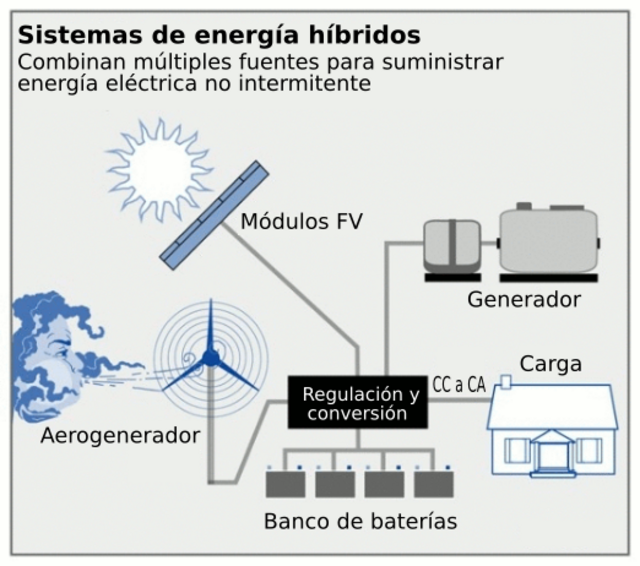 Sistemas de energía híbridos
Combinan múltiples fuentes para suministrar
energía eléctrica no intermitente
Módulos FV
Generador
Carga
CC a CA
Regulación y
conversión
Aerogenerador
Banco de baterías